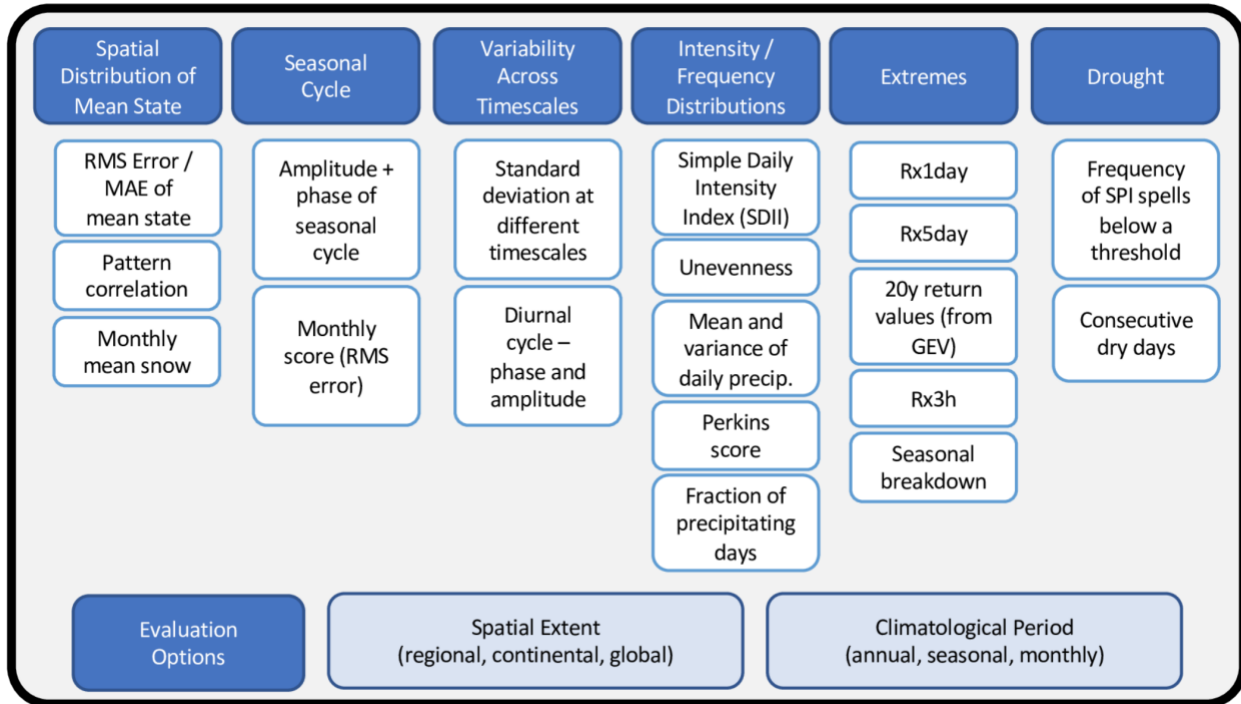 Spatial
Distribution of
Mean State
RMS Error /
MAE of
mean state
Pattern
correlation
Monthly
mean snow
Seasonal
Cycle
Amplitude +
phase of
seasonal
cycle
Monthly
score (RMS
error)
Variability
Across
Timescales
Standard
deviation at
different
timescales
Diurnal
cycle –
phase and
amplitude
Intensity /
Frequency
Distributions
Simple Daily
Intensity
Index (SDII)
Unevenness
Mean and
variance of
daily precip.
Perkins
score
Fraction of
precipitating
days
Extremes
Rx1day
Rx5day
20y return
values (from
GEV)
Rx3h
Seasonal
breakdown
Drought
Frequency
of SPI spells
below a
threshold
Consecutive
dry days
Evaluation
Options
Spatial Extent
(regional, continental, global)
Climatological Period
(annual, seasonal, monthly)